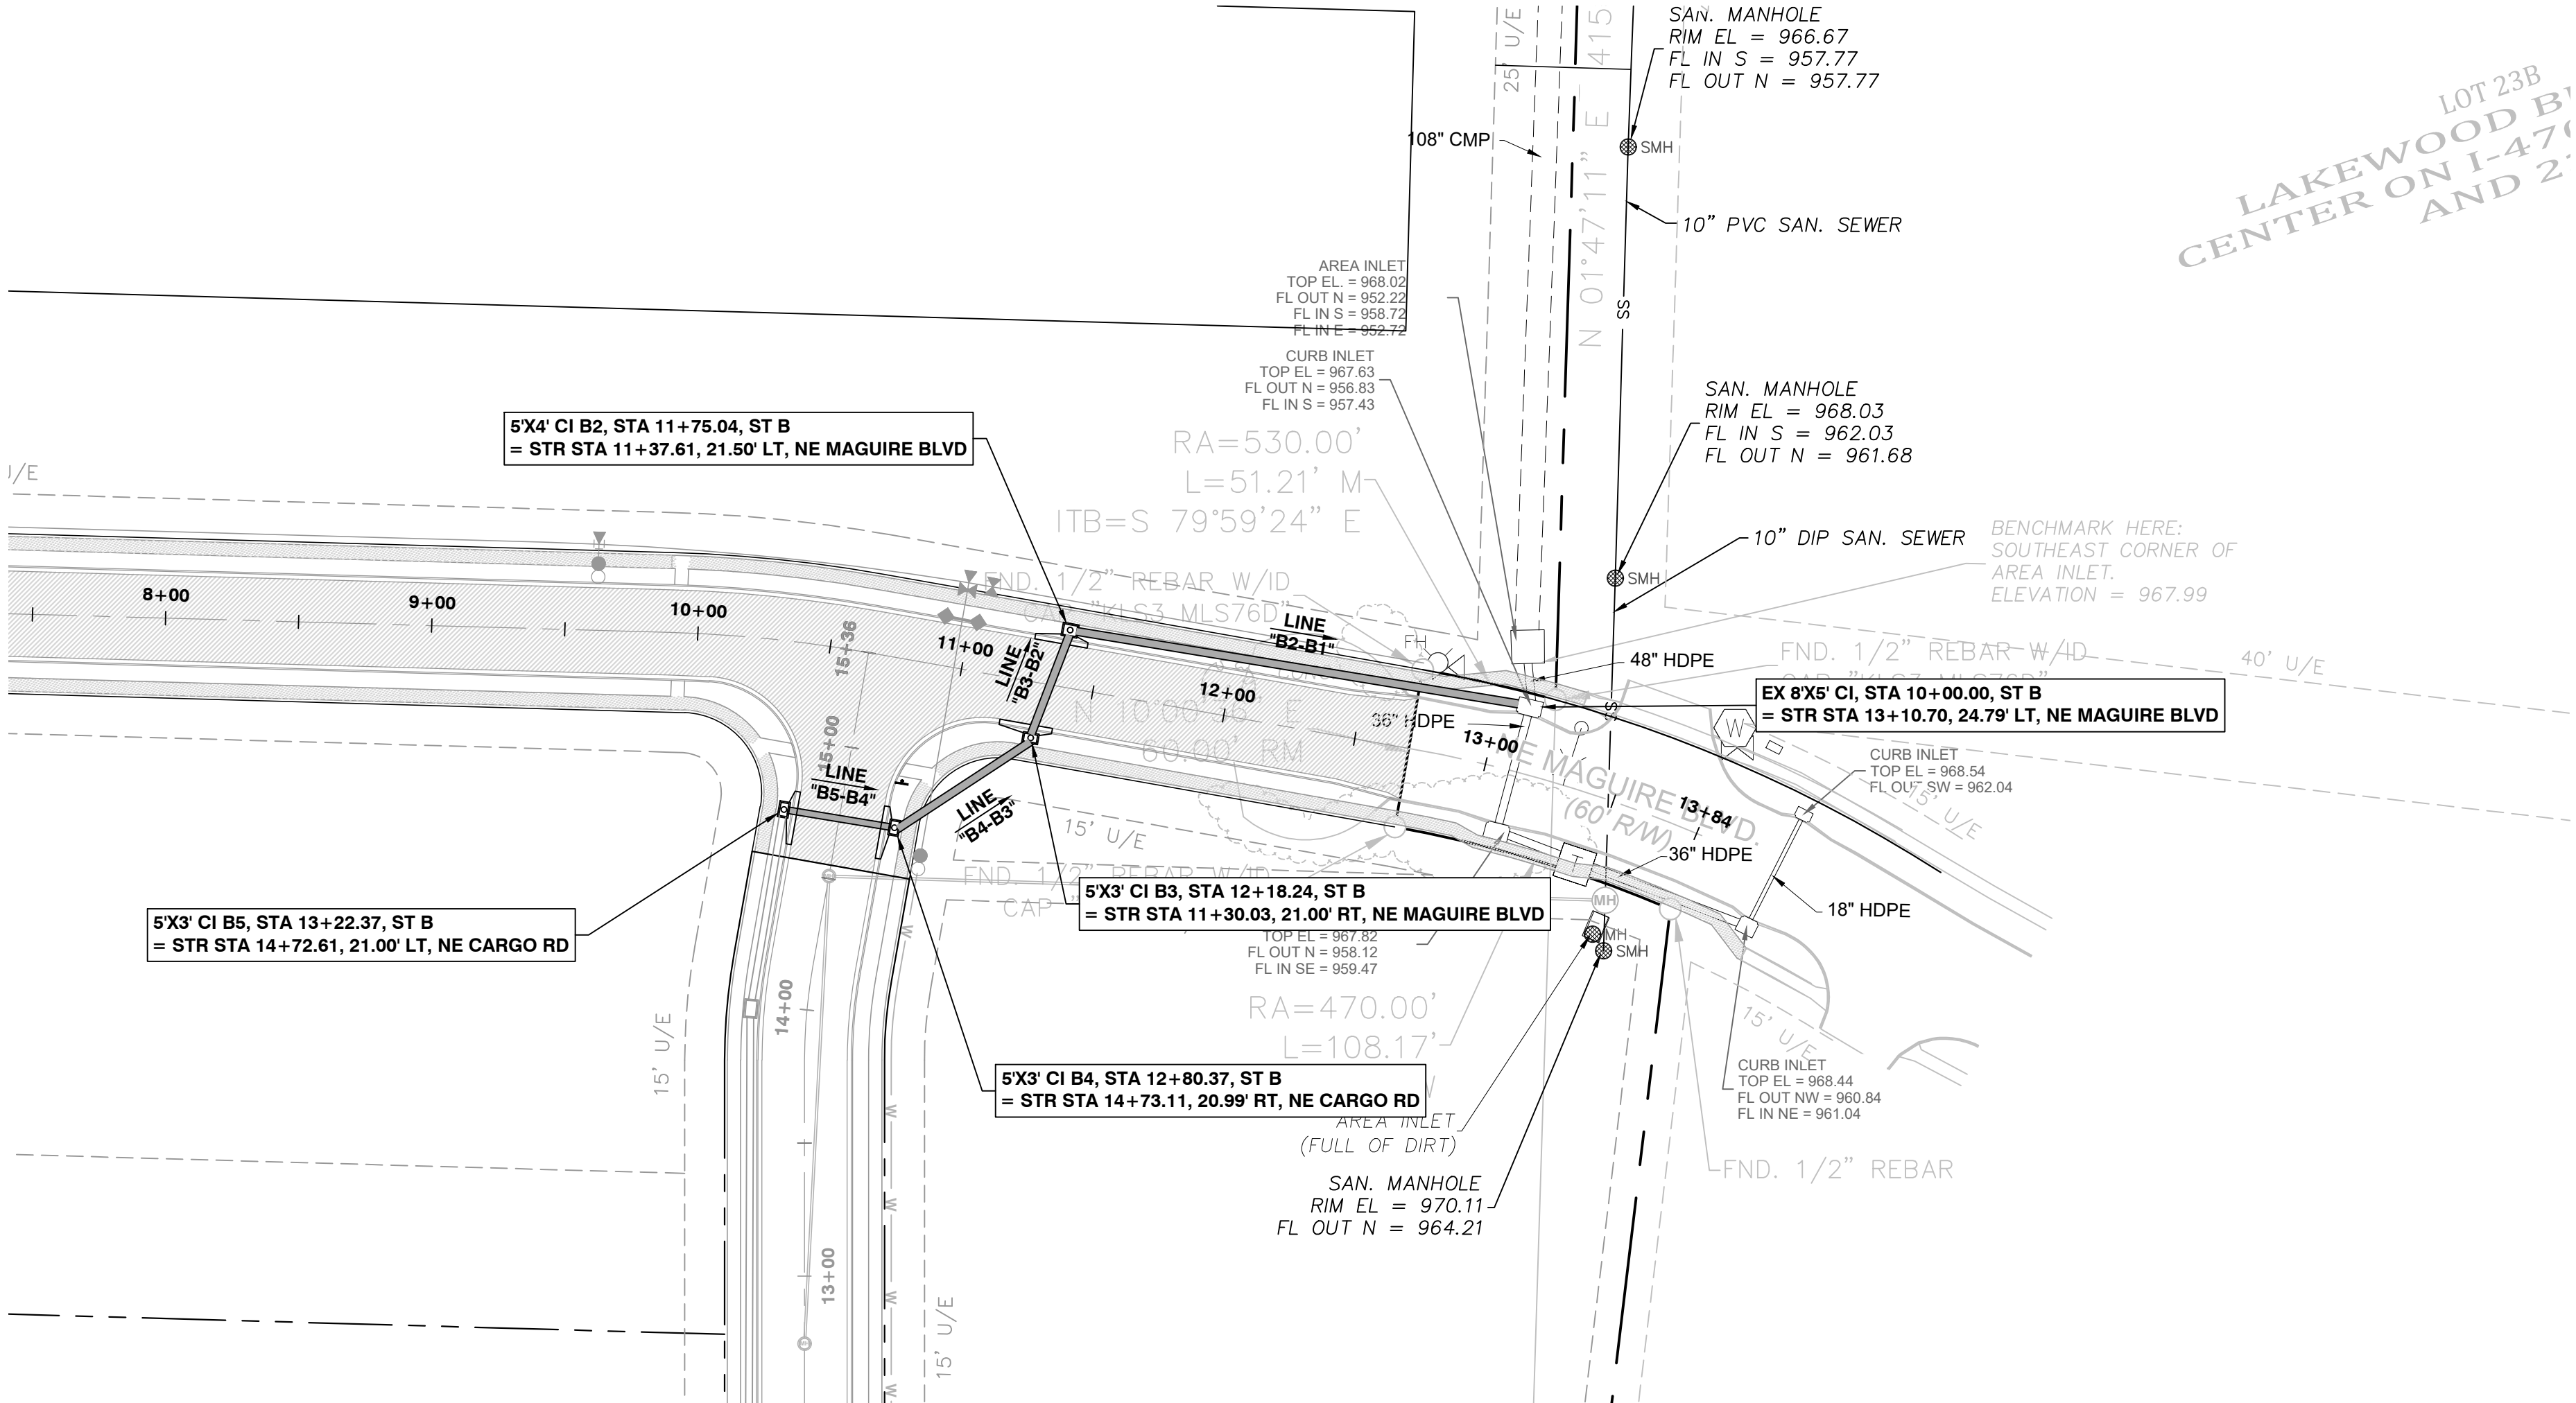 SAN. MANHOLE
RIM EL = 966.67
FL IN S = 957.77
FL OUT N = 957.77
25' U/E
N 01°47'11" E 415
LOT 23B
LAKEWOOD
CENTER ON I-470
AND
108" CMP
SMH
10" PVC SAN. SEWER
AREA INLET
TOP EL. = 968.02
FL OUT N = 952.22
FL IN S = 958.72
FL IN E = 952.72
SS
CURB INLET
TOP EL = 967.63
FL OUT N = 956.83
FL IN S = 957.43
SAN. MANHOLE
RIM EL = 968.03
FL IN S = 962.03
FL OUT N = 961.68
5'X4' CI B2, STA 11+75.04, ST B
= STR STA 11+37.61, 21.50' LT, NE MAGUIRE BLVD
RA=530.00'
L=51.21' M
ITB=S 79°59'24" E
U/E
10" DIP SAN. SEWER
BENCHMARK HERE:
SOUTHEAST CORNER OF
AREA INLET.
ELEVATION = 967.99
SMH
FND. 1/2" REBAR W/ID
CAP "KLS3 MLS76D"
8+00
9+00
10+00
11+00
12+00
13+00
13+84
15+36
15+00
LINE
"B3-B2"
LINE
"B2-B1"
FH
48" HDPE
FND. 1/2" REBAR W/ID
40' U/E
EX 8'X5' CI, STA 10+00.00, ST B
= STR STA 13+10.70, 24.79' LT, NE MAGUIRE BLVD
36" HDPE
60.00' RM
SS
W
NE MAGUIRE BLVD.
(60' R/W)
CURB INLET
TOP EL = 968.54
FL OUT SW = 962.04
15' U/E
LINE
"B5-B4"
LINE
"B4-B3"
15' U/E
T
36" HDPE
FND. 1/2" REBAR W/ID
CAP
5'X3' CI B3, STA 12+18.24, ST B
= STR STA 11+30.03, 21.00' RT, NE MAGUIRE BLVD
TOP EL = 967.82
FL OUT N = 958.12
FL IN SE = 959.47
MH
MH
SMH
18" HDPE
5'X3' CI B5, STA 13+22.37, ST B
= STR STA 14+72.61, 21.00' LT, NE CARGO RD
W
14+00
15' U/E
RA=470.00'
L=108.17'
15' U/E
5'X3' CI B4, STA 12+80.37, ST B
= STR STA 14+73.11, 20.99' RT, NE CARGO RD
CURB INLET
TOP EL = 968.44
FL OUT NW = 960.84
FL IN NE = 961.04
W
AREA INLET
(FULL OF DIRT)
FND. 1/2" REBAR
SAN. MANHOLE
RIM EL = 970.11
FL OUT N = 964.21
W
13+00
W
15' U/E
W